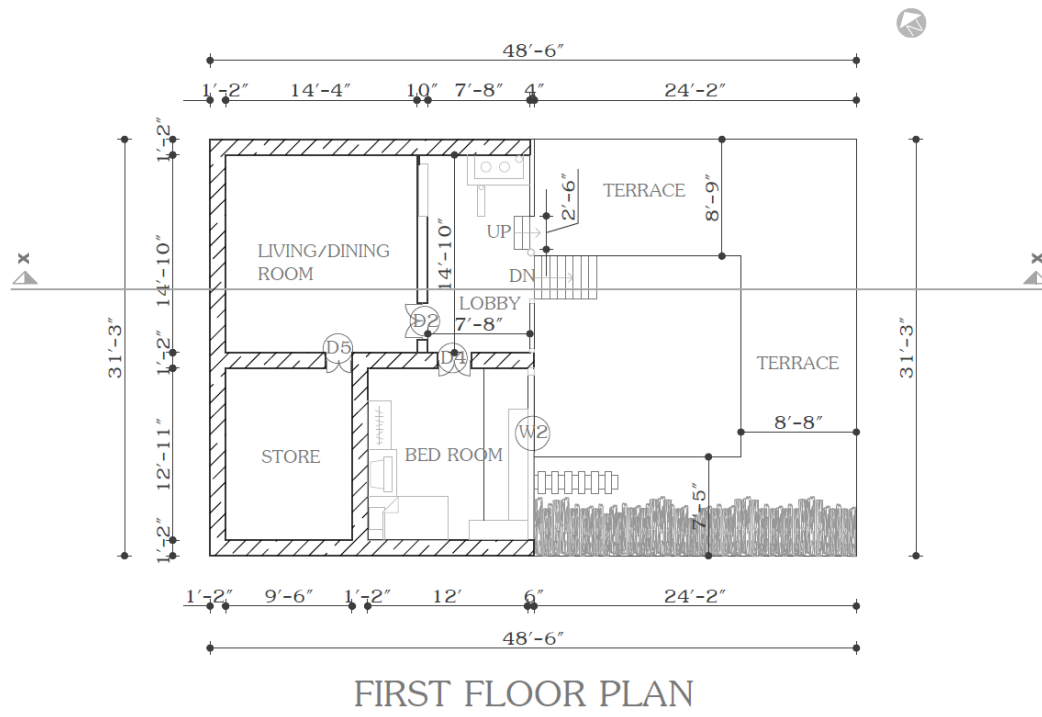 N
48′-6″
1′-2″ 14′-4″ 10″ 7′-8″ 4″ 24′-2″
1′-2″
TERRACE
2′-6″
8′-9″
UP
LIVING/DINING
ROOM
14′-10″
14′-10″
x
x
DN
LOBBY
D2
7′-8″
31′-3″
31′-3″
1′-2″
D5
D4
TERRACE
8′-8″
W2
STORE
BED ROOM
12′-11″
7′-5″
1′-2″
1′-2″ 9′-6″ 1′-2″ 12′ 6″ 24′-2″
48′-6″
FIRST FLOOR PLAN